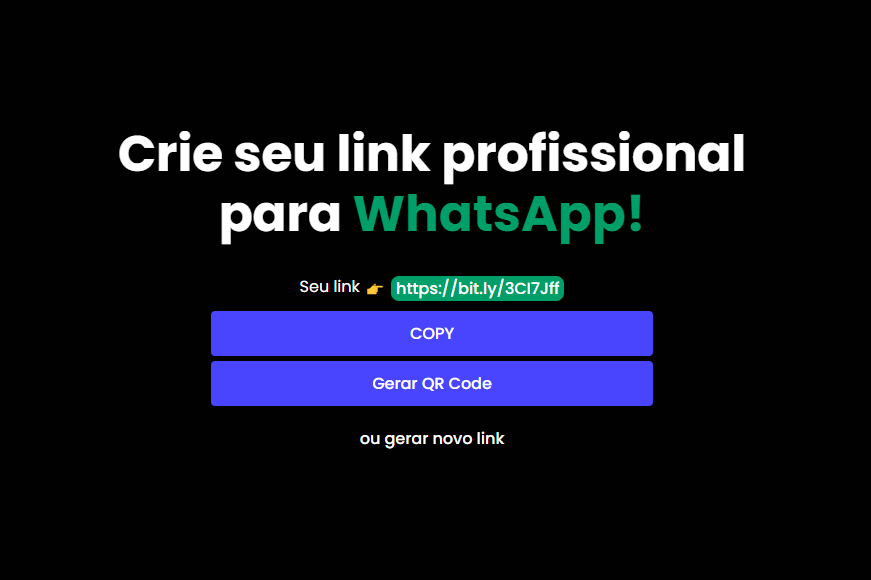 Crie seu link profissional
para WhatsApp!
Seu link 👉 https://bit.ly/3CI7Jff
COPY
Gerar QR Code
ou gerar novo link